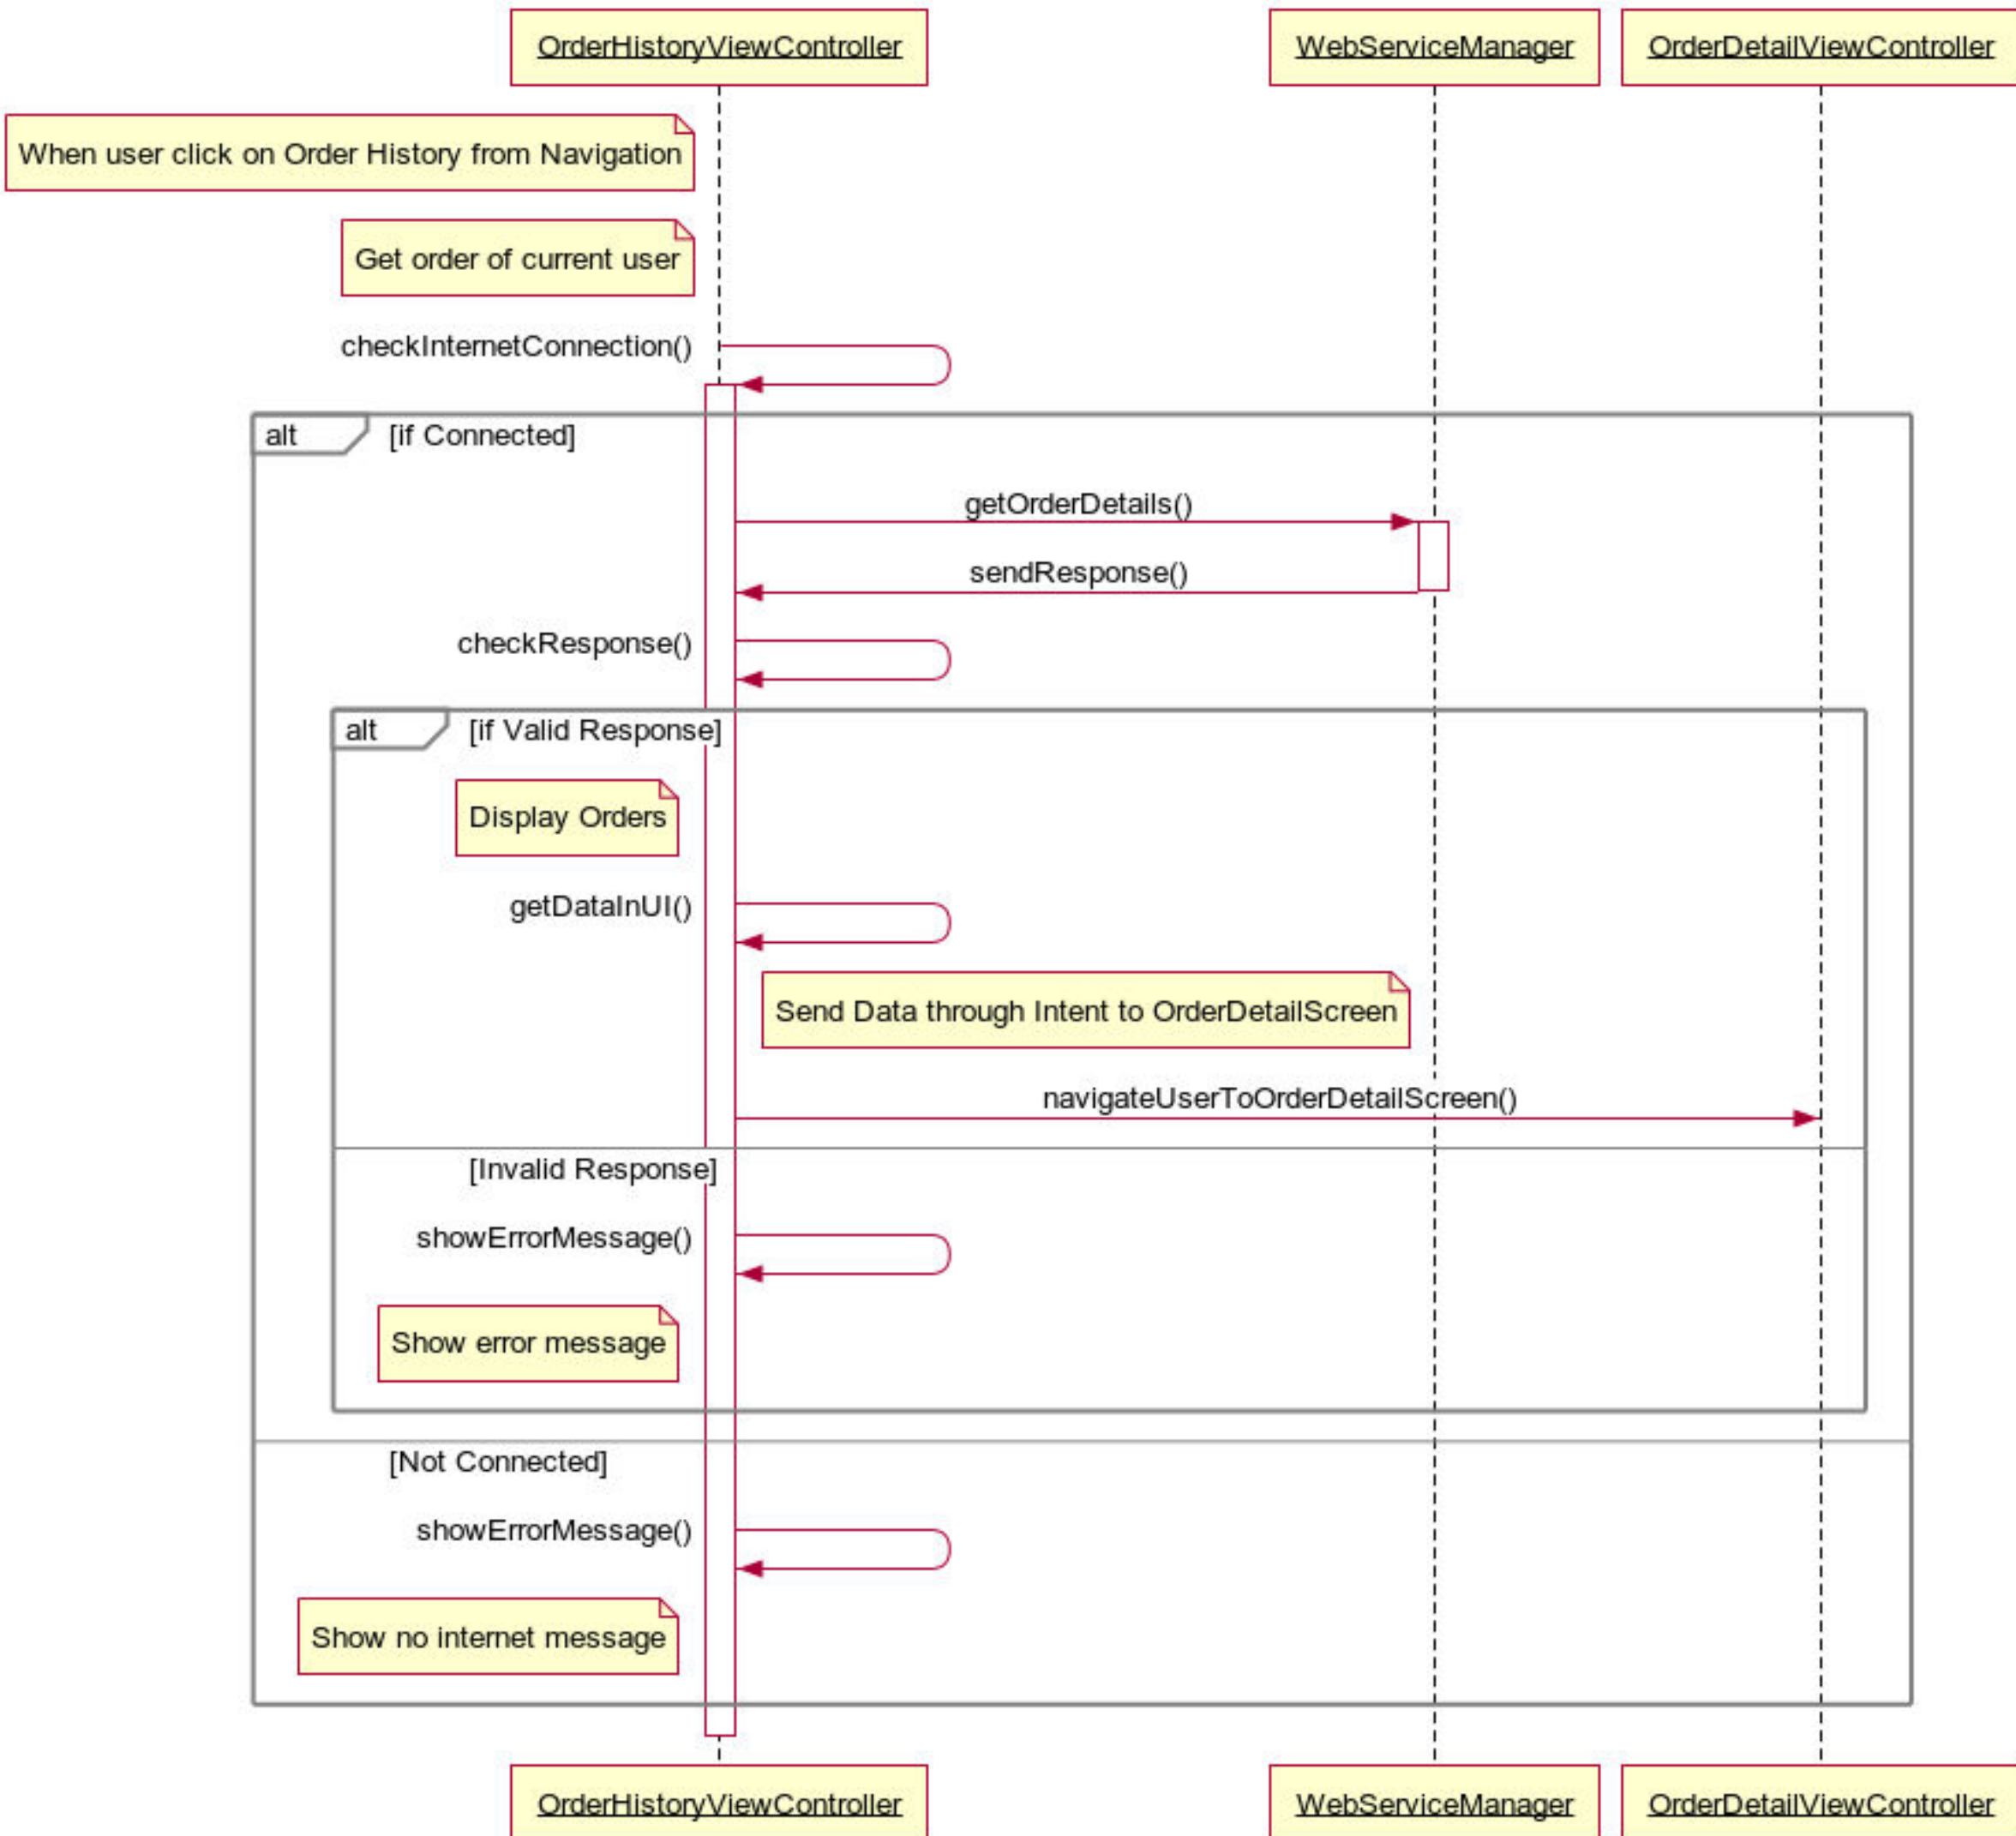 OrderHistoryViewController
WebServiceManager
OrderDetailViewController
When user click on Order History from Navigation
Get order of current user
checkInternetConnection()
alt
[if Connected]
getOrderDetails()
sendResponse()
checkResponse()
alt
[if Valid Response]
Display Orders
getDataInUI()
Send Data through Intent to OrderDetailScreen
navigateUserToOrderDetailScreen()
[Invalid Response]
showErrorMessage()
Show error message
[Not Connected]
showErrorMessage()
Show no internet message
OrderHistoryViewController
WebServiceManager
OrderDetailViewController